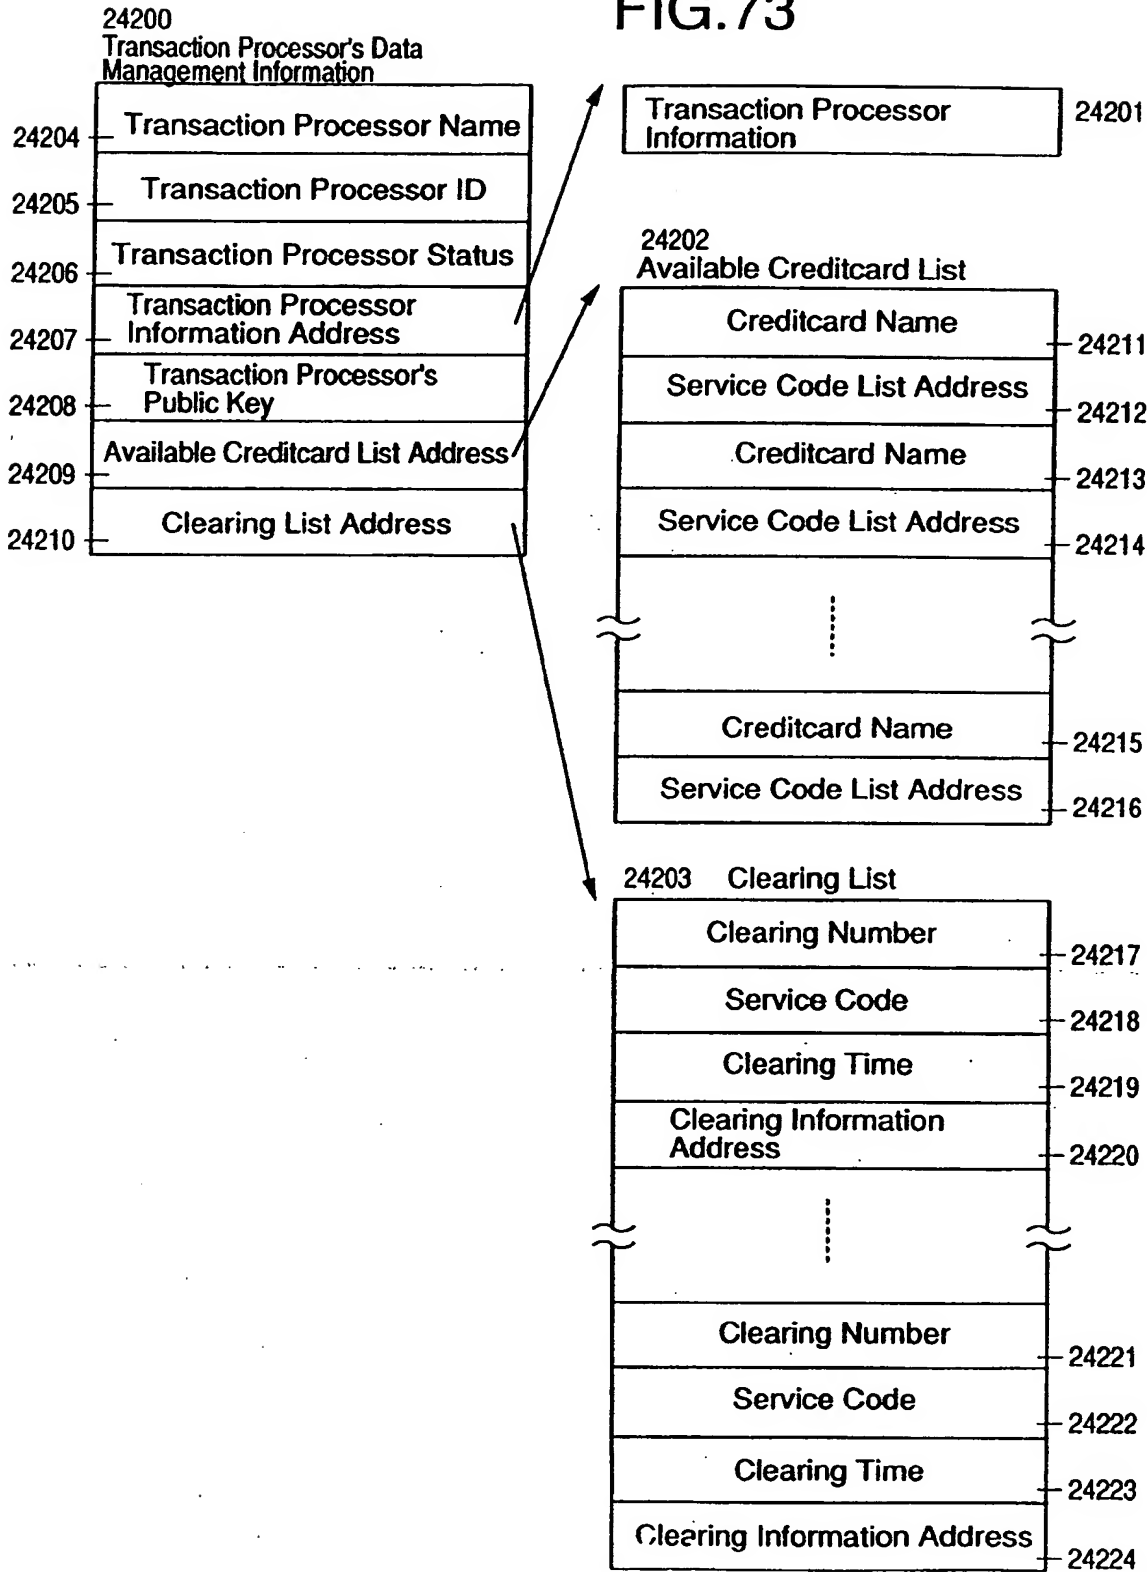 FIG.73
24200
Transaction Processor's Data
Management Information
24204
Transaction Processor Name
24205
Transaction Processor ID
24206
Transaction Processor Status
24207
Transaction Processor
Information Address
24208
Transaction Processor's
Public Key
24209
Available Creditcard List Address
24210
Clearing List Address
Transaction Processor
Information
24201
24202
Available Creditcard List
Creditcard Name
24211
Service Code List Address
24212
Creditcard Name
24213
Service Code List Address
24214
Creditcard Name
24215
Service Code List Address
24216
24203 Clearing List
Clearing Number
24217
Service Code
24218
Clearing Time
24219
Clearing Information
Address
24220
Clearing Number
24221
Service Code
24222
Clearing Time
24223
Clearing Information Address
24224